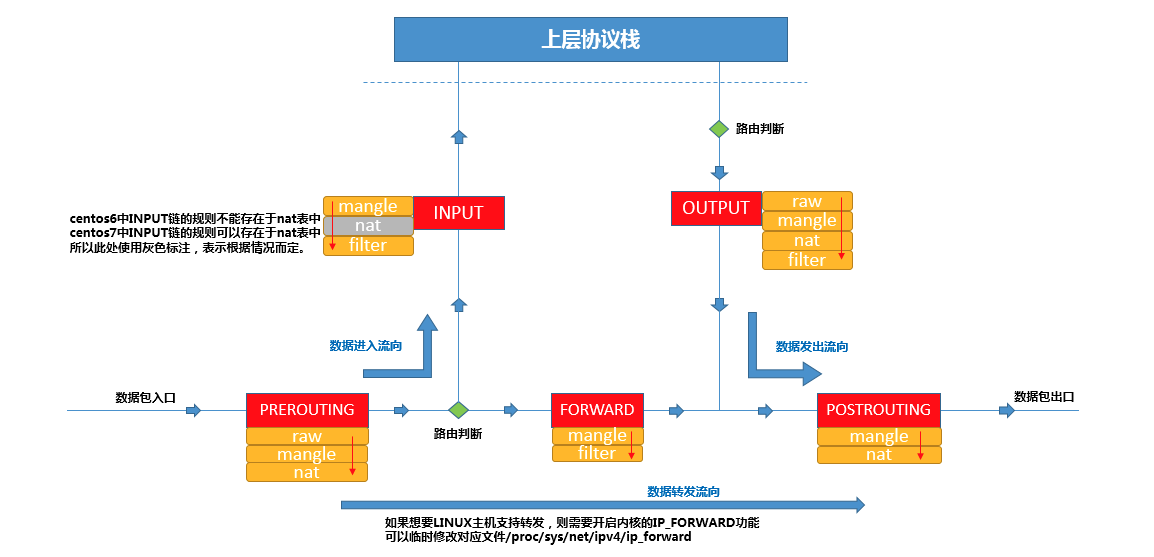 上层协议栈
路由判断
mangle
nat
filter
INPUT
OUTPUT
raw
mangle
nat
filter
centos6中INPUT链的规则不能存在于nat表中
centos7中INPUT链的规则可以存在于nat表中
所以此处使用灰色标注，表示根据情况而定。
数据进入流向
数据发出流向
数据包入口
PREROUTING
raw
mangle
nat
路由判断
FORWARD
mangle
filter
POSTROUTING
mangle
nat
数据包出口
数据转发流向
如果想要LINUX主机支持转发，则需要开启内核的IP_FORWARD功能
可以临时修改对应文件/proc/sys/net/ipv4/ip_forward